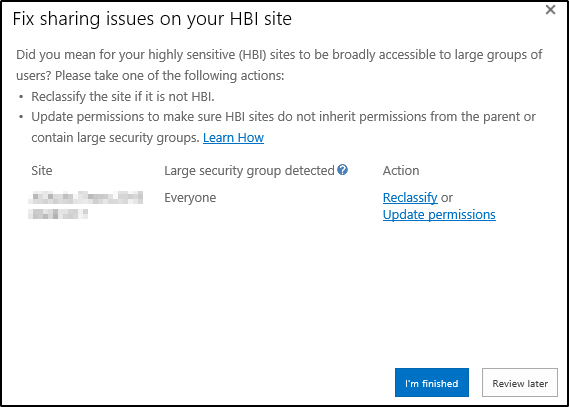 Fix sharing issues on your HBI site
Did you mean for your highly sensitive (HBI) sites to be broadly accessible to large groups of
users? Please take one of the following actions:
• Reclassify the site if it is not HBI.
• Update permissions to make sure HBI sites do not inherit permissions from the parent or
contain large security groups. Learn How
Site Large security group detected ? Action
Everyone Reclassify or
Update permissions
I'm finished Review later